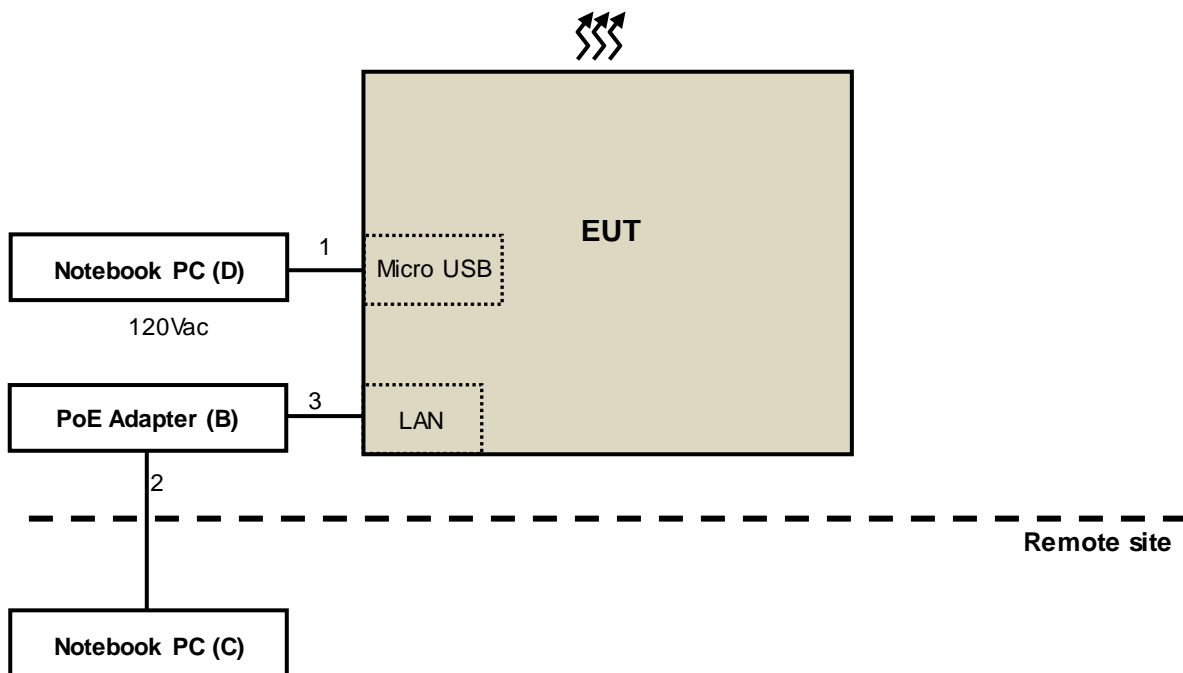 EUT
1
Notebook PC (D)
Micro USB
120Vac
3
PoE Adapter (B)
LAN
2
Remote site
Notebook PC (C)